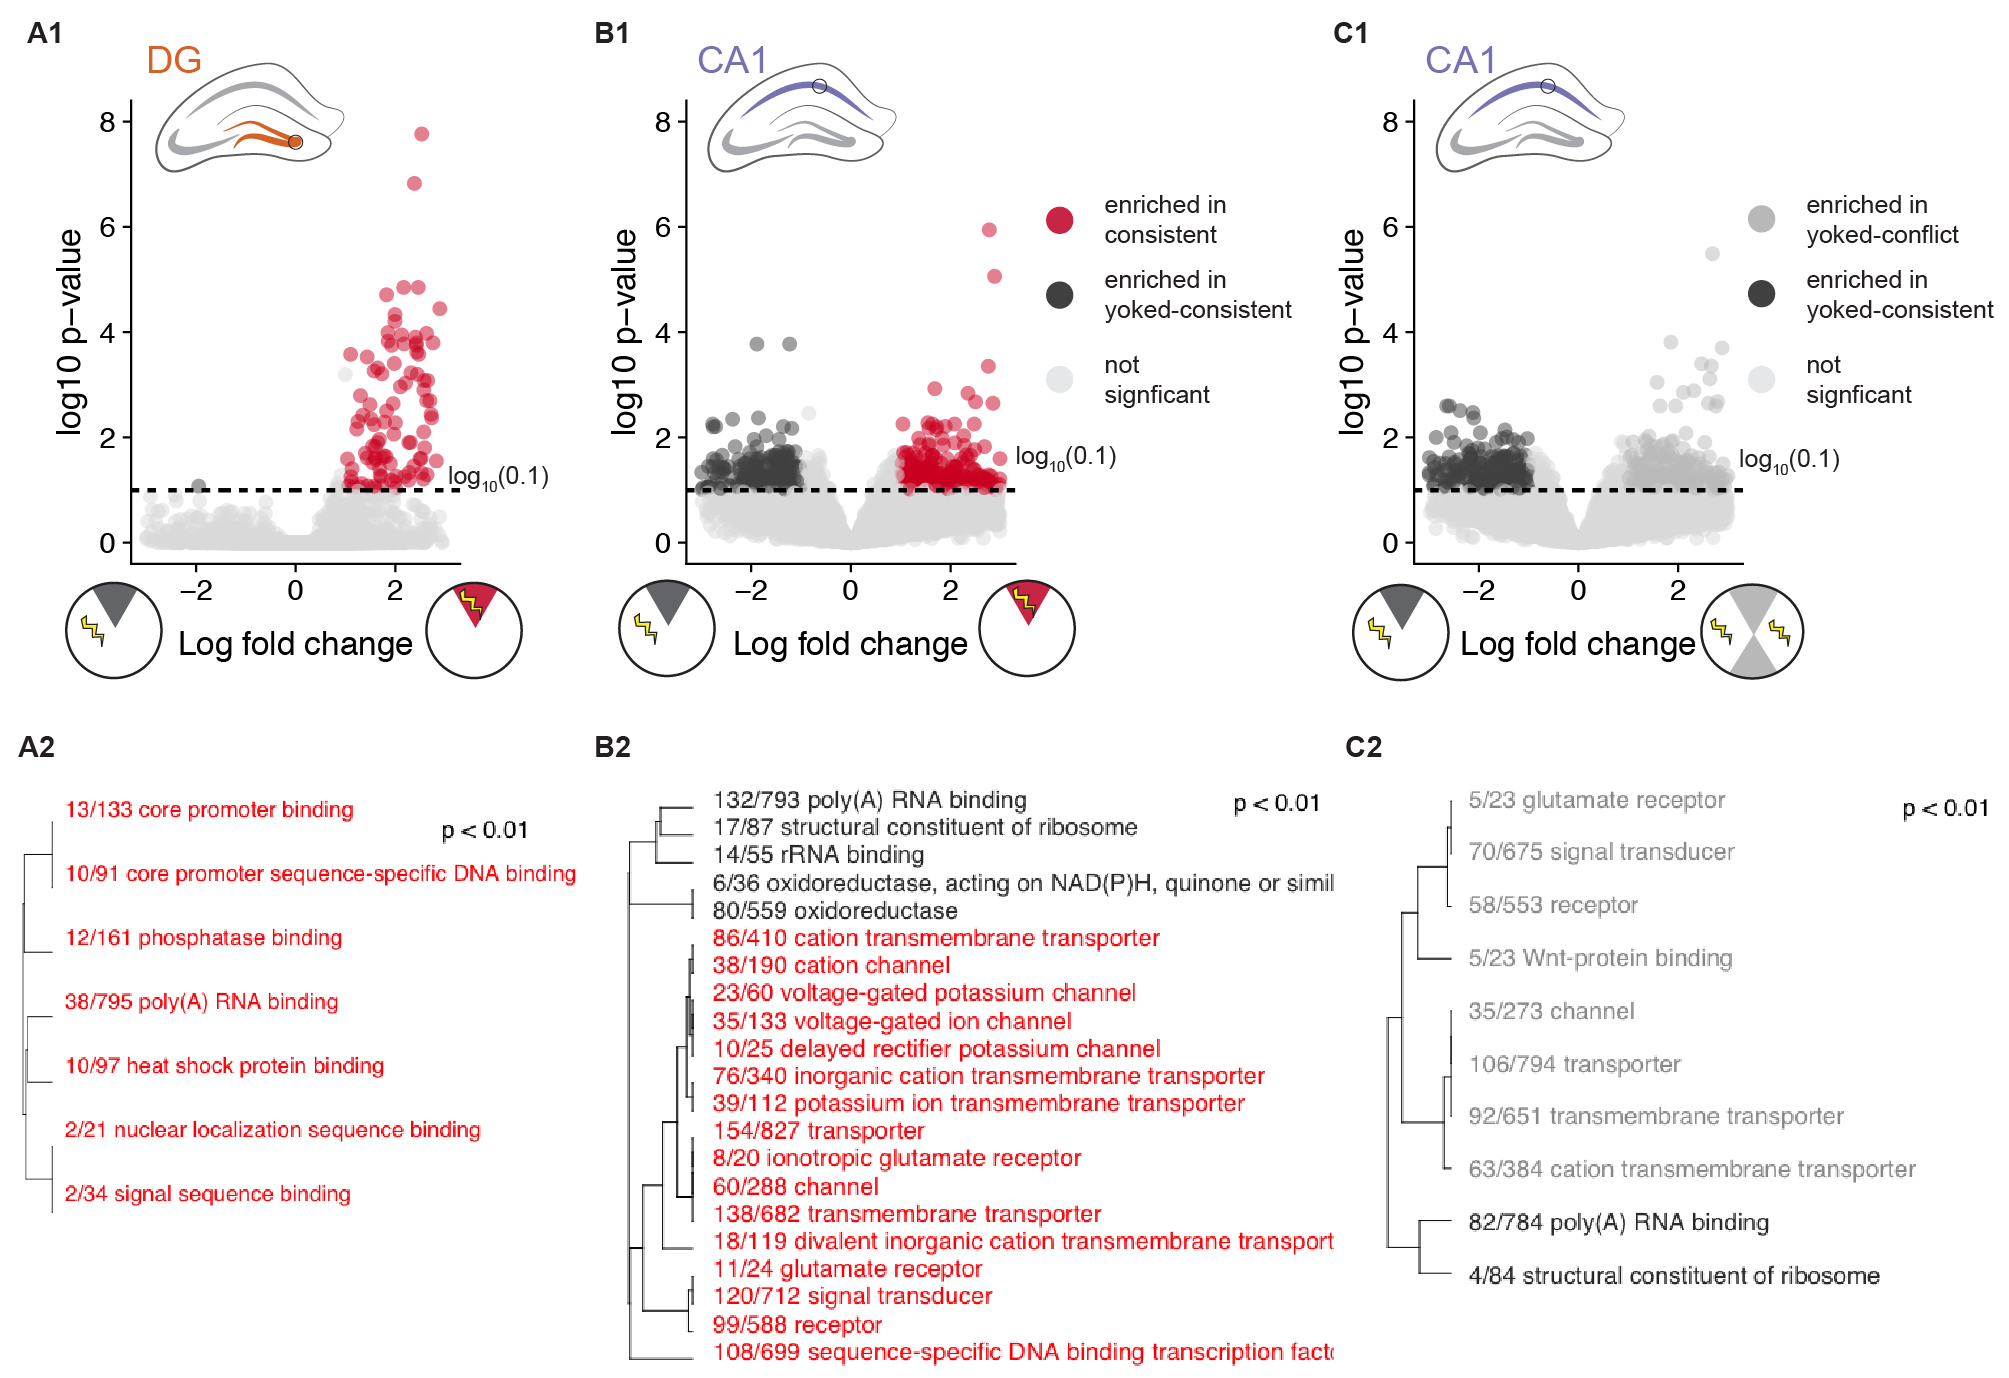 A1
DG
8
6
4
2
0
log10 p−value
log10(0.1)
−2
0
2
Log fold change
B1
CA1
8
6
4
2
0
log10 p−value
enriched in
consistent
enriched in
yoked-consistent
not
signficant
log10(0.1)
−2
0
2
Log fold change
C1
CA1
8
6
4
2
0
log10 p−value
enriched in
yoked-conflict
enriched in
yoked-consistent
not
signficant
log10(0.1)
−2
0
2
Log fold change
A2
13/133 core promoter binding
p < 0.01
10/91 core promoter sequence-specific DNA binding
12/161 phosphatase binding
38/795 poly(A) RNA binding
10/97 heat shock protein binding
2/21 nuclear localization sequence binding
2/34 signal sequence binding
B2
132/793 poly(A) RNA binding
p < 0.01
17/87 structural constituent of ribosome
14/55 rRNA binding
6/36 oxidoreductase, acting on NAD(P)H, quinone or simil
80/559 oxidoreductase
86/410 cation transmembrane transporter
38/190 cation channel
23/60 voltage-gated potassium channel
35/133 voltage-gated ion channel
10/25 delayed rectifier potassium channel
76/340 inorganic cation transmembrane transporter
39/112 potassium ion transmembrane transporter
154/827 transporter
8/20 ionotropic glutamate receptor
60/288 channel
138/682 transmembrane transporter
18/119 divalent inorganic cation transmembrane transport
11/24 glutamate receptor
120/712 signal transducer
99/588 receptor
108/699 sequence-specific DNA binding transcription facto
C2
5/23 glutamate receptor
p < 0.01
70/675 signal transducer
58/553 receptor
5/23 Wnt-protein binding
35/273 channel
106/794 transporter
92/651 transmembrane transporter
63/384 cation transmembrane transporter
82/784 poly(A) RNA binding
4/84 structural constituent of ribosome